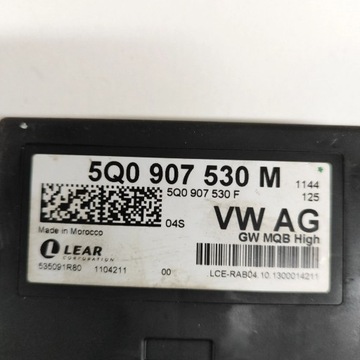 5Q0 907 530 M
1144
5Q0 907 530 F
125
04S
VW AG
Made in Morocco
GW MQB High
LEAR
CORPORATION
535091R80 1104211 00
LCE-RAB04.10.1300014211